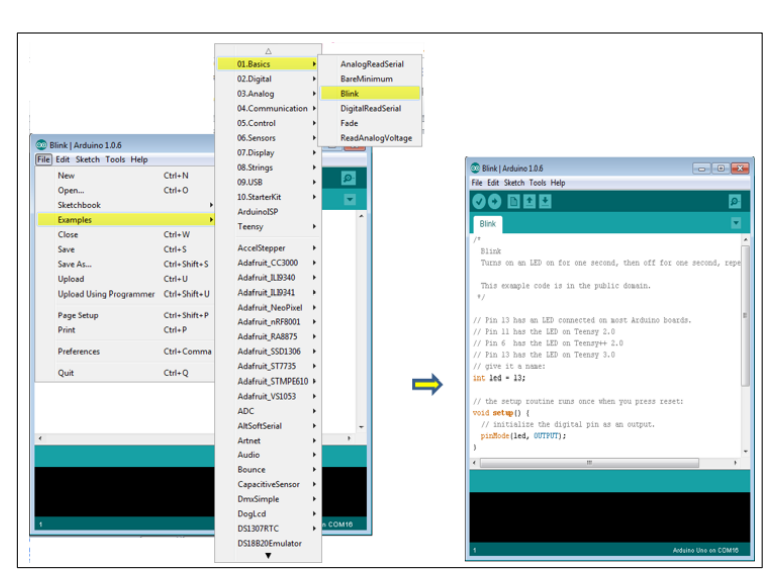 Blink | Arduino 1.0.6
File Edit Sketch Tools Help
New Ctrl+N
Open... Ctrl+O
Sketchbook
Examples
Close Ctrl+W
Save Ctrl+S
Save As... Ctrl+Shift+S
Upload Ctrl+U
Upload Using Programmer Ctrl+Shift+U
Page Setup Ctrl+Shift+P
Print Ctrl+P
Preferences Ctrl+Comma
Quit Ctrl+Q
1
on COM16
01.Basics
02.Digital
03.Analog
04.Communication
05.Control
06.Sensors
07.Display
08.Strings
09.USB
10.StarterKit
ArduinoISP
Teensy
AccelStepper
Adafruit_CC3000
Adafruit_ILI9340
Adafruit_ILI9341
Adafruit_NeoPixel
Adafruit_nRF8001
Adafruit_RA8875
Adafruit_SSD1306
Adafruit_ST7735
Adafruit_STMPE610
Adafruit_VS1053
ADC
AltSoftSerial
Artnet
Audio
Bounce
CapacitiveSensor
DmxSimple
DogLcd
DS1307RTC
DS18B20Emulator
AnalogReadSerial
BareMinimum
Blink
DigitalReadSerial
Fade
ReadAnalogVoltage
Blink | Arduino 1.0.6
File Edit Sketch Tools Help
Blink
/*
Blink
Turns on an LED on for one second, then off for one second, repe
This example code is in the public domain.
*/
// Pin 13 has an LED connected on most Arduino boards.
// Pin 11 has the LED on Teensy 2.0
// Pin 6 has the LED on Teensy++ 2.0
// Pin 13 has the LED on Teensy 3.0
// give it a name:
int led = 13;
// the setup routine runs once when you press reset:
void setup() {
// initialize the digital pin as an output.
pinMode(led, OUTPUT);
}
1
Arduino Uno on COM16